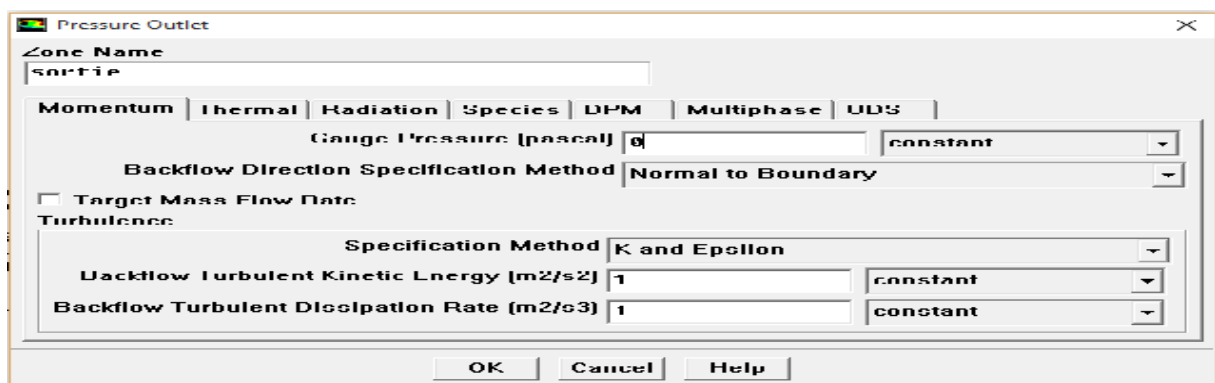 Pressure Outlet
Zone Name
sortie
Momentum Thermal Radiation Species DPM Multiphase UDS
Gauge Pressure (pascal) 0 constant
Backflow Direction Specification Method Normal to Boundary
Target Mass Flow Rate
Turbulence
Specification Method K and Epsilon
Backflow Turbulent Kinetic Energy (m2/s2) 1 constant
Backflow Turbulent Dissipation Rate (m2/s3) 1 constant
OK Cancel Help